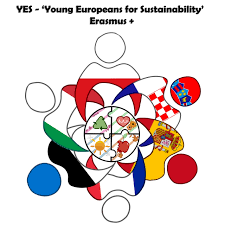 YES - 'Young Europeans for Sustainability'
Erasmus +